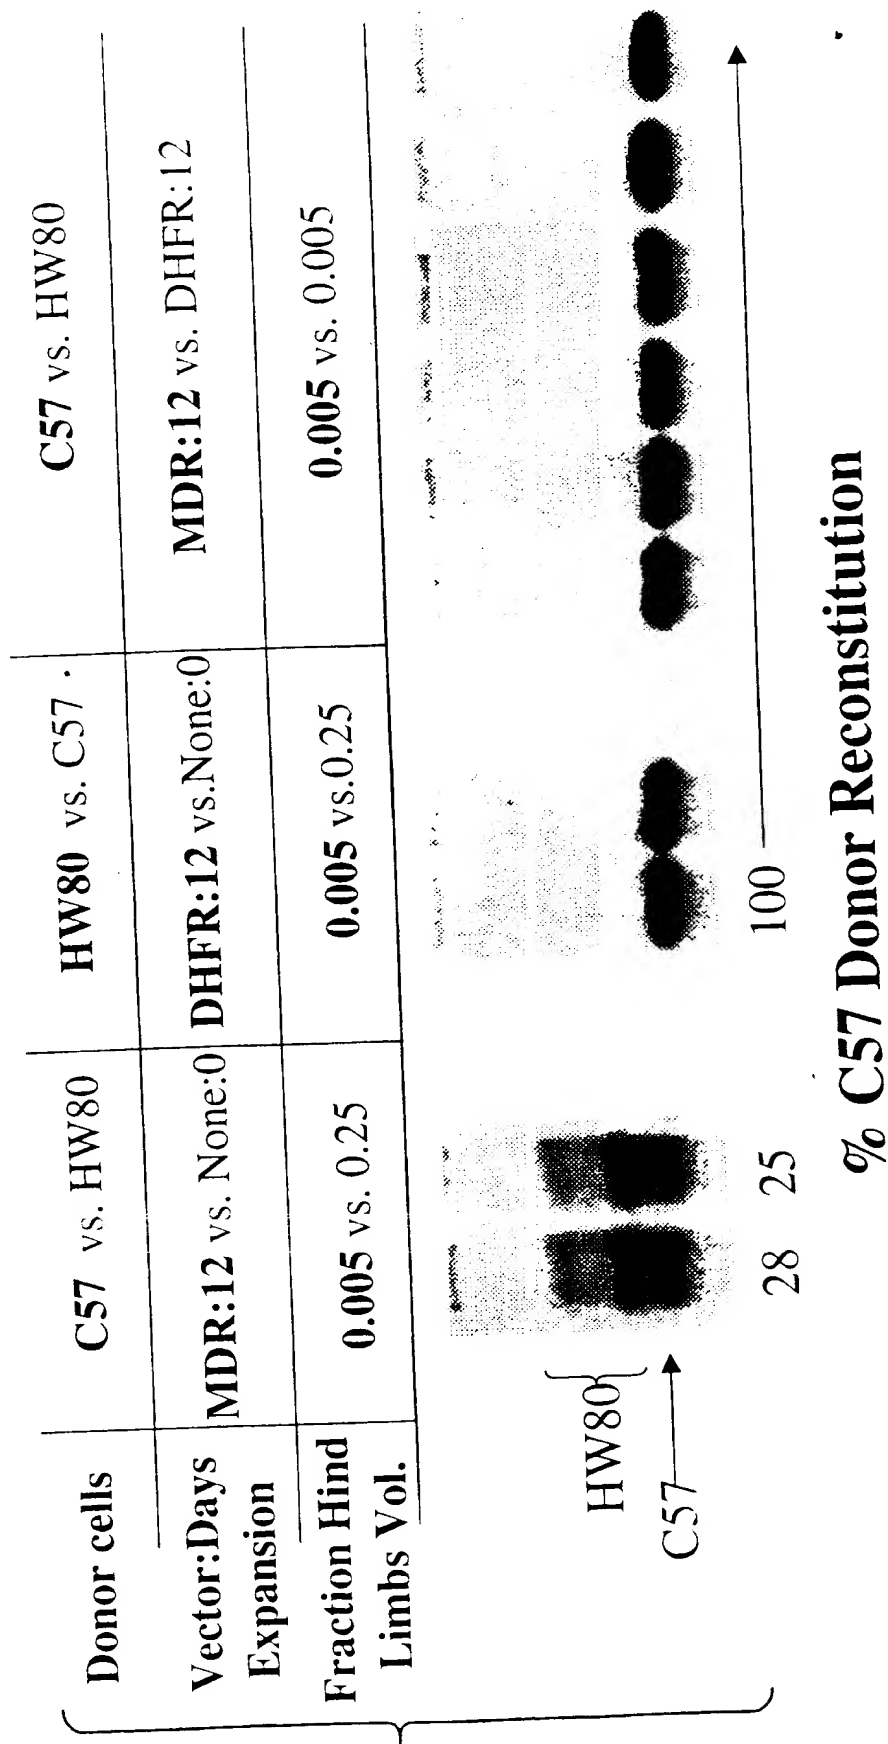 Donor cells
C57 vs. HW80
HW80 vs. C57
C57 vs. HW80
Vector:Days
Expansion
MDR:12 vs. None:0
DHFR:12 vs.None:0
MDR:12 vs. DHFR:12
Fraction Hind
Limbs Vol.
0.005 vs. 0.25
0.005 vs.0.25
0.005 vs. 0.005
HW80
C57
28
25
100
% C57 Donor Reconstitution